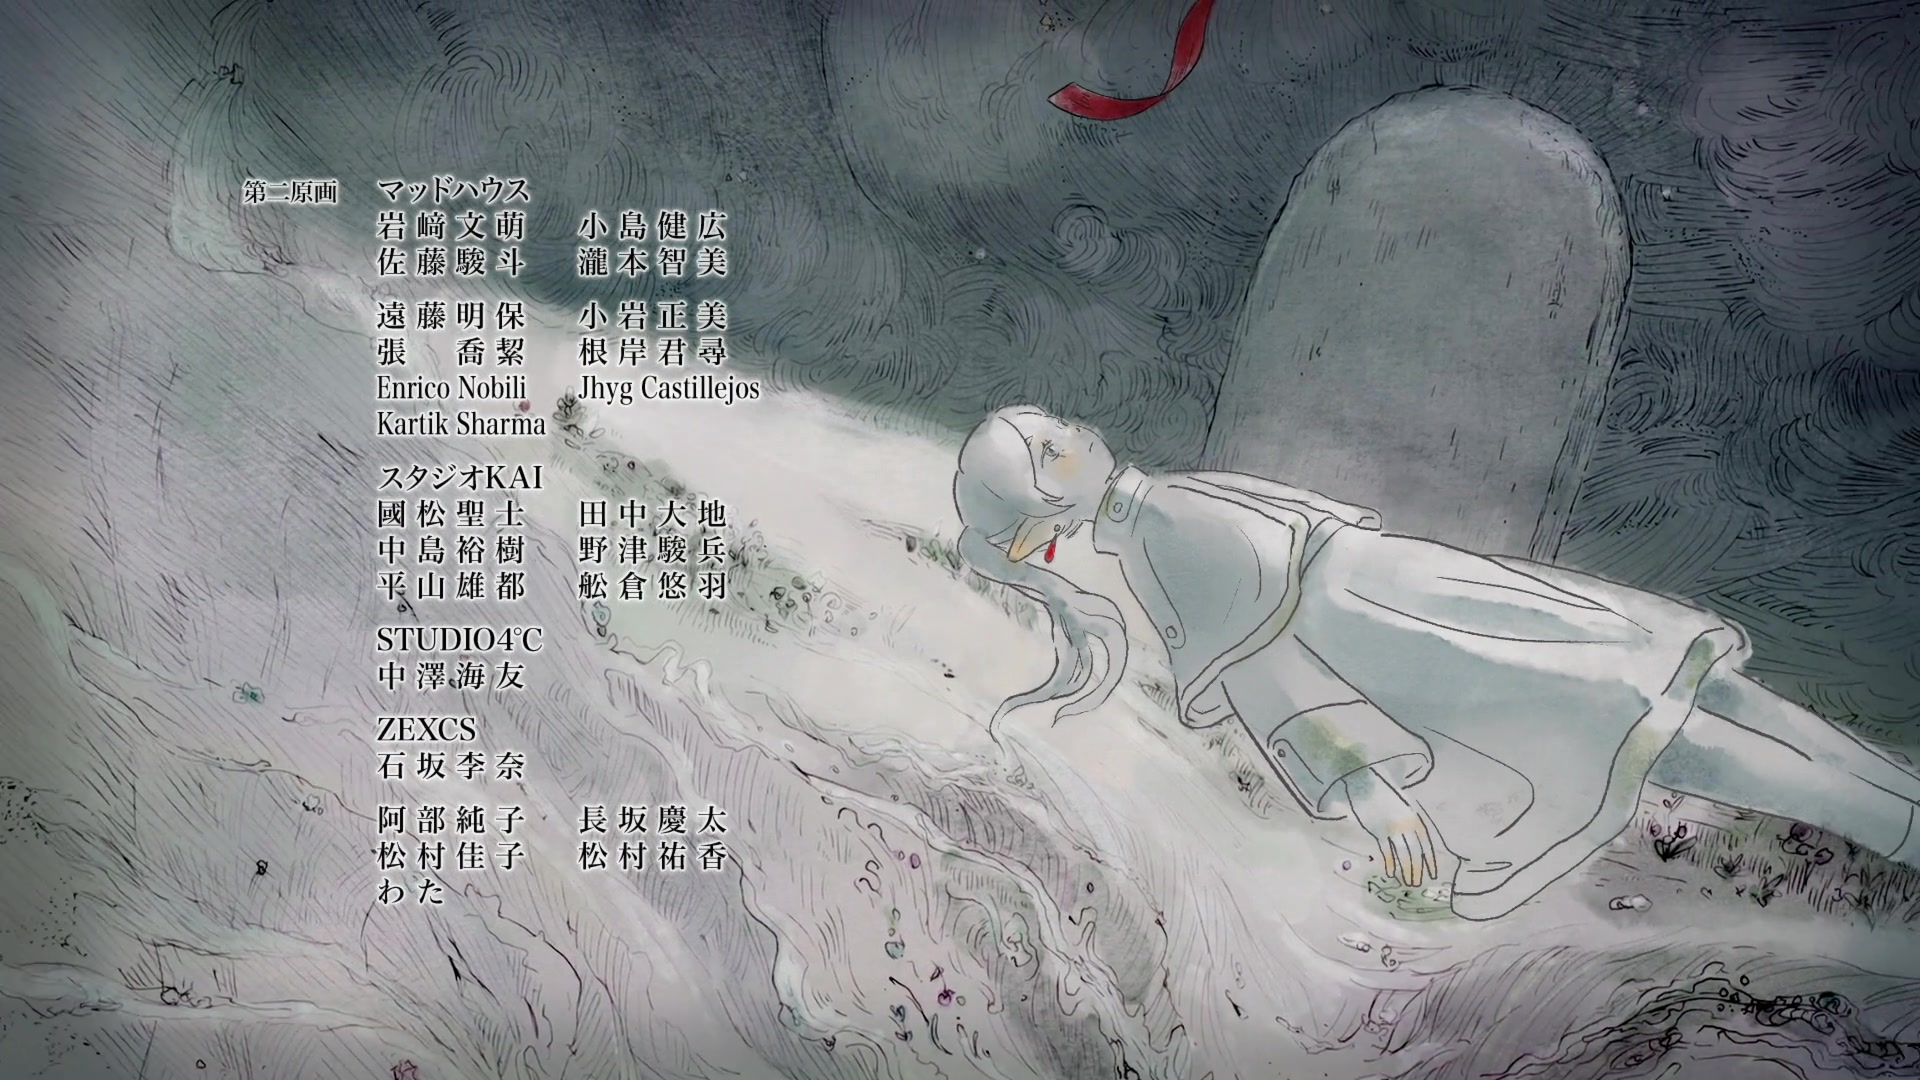 第二原画 マッドハウス
岩﨑文萌 小島健広
佐藤駿斗 瀧本智美
遠藤明保 小岩正美
張 喬絜 根岸君尋
Enrico Nobili Jhyg Castillejos
Kartik Sharma
スタジオKAI
國松聖士 田中大地
中島裕樹 野津駿兵
平山雄都 舩倉悠羽
STUDIO4℃
中澤海友
ZEXCS
石坂李奈
阿部純子 長坂慶太
松村佳子 松村祐香
わた